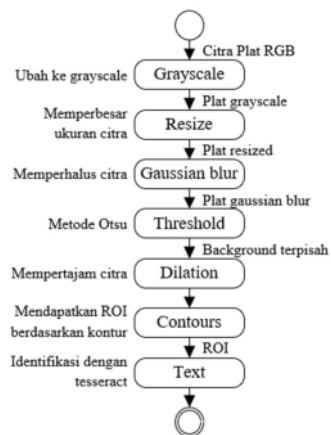 Citra Plat RGB
Ubah ke grayscale
Grayscale
Plat grayscale
Memperbesar
ukuran citra
Resize
Plat resized
Memperhalus citra
Gaussian blur
Plat gaussian blur
Metode Otsu
Threshold
Background terpisah
Mempertajam citra
Dilation
Mendapatkan ROI
berdasarkan kontur
Contours
ROI
Identifikasi dengan
tesseract
Text